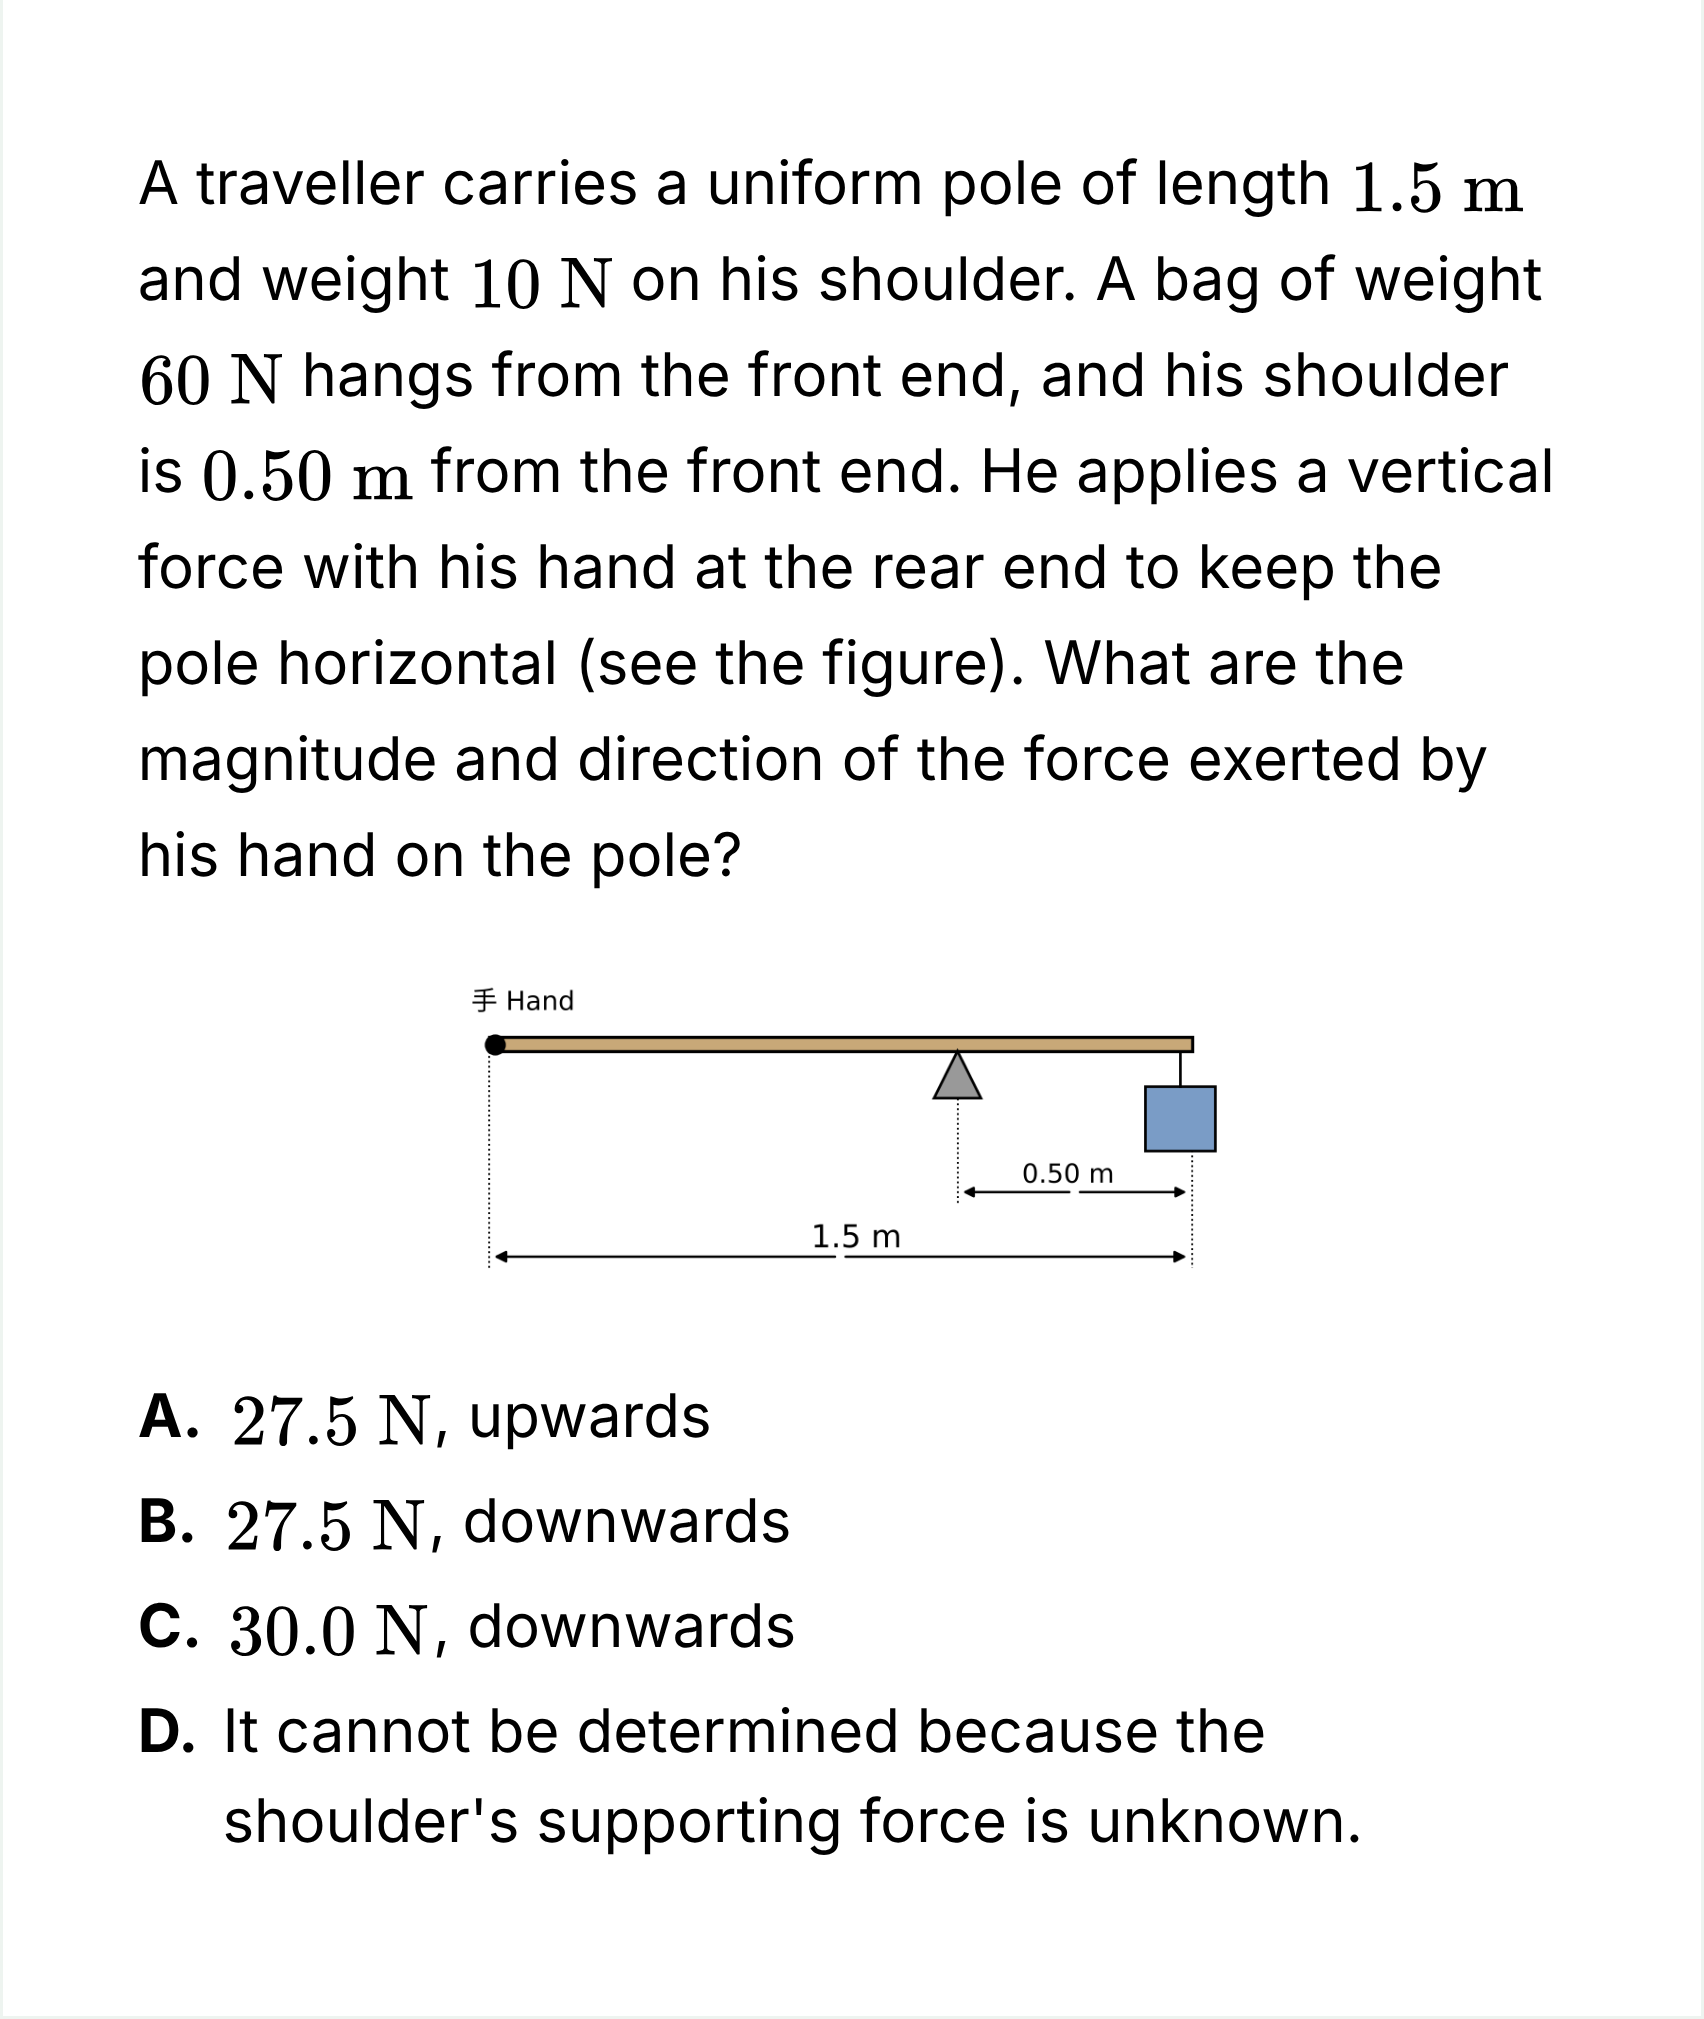 A traveller carries a uniform pole of length 1.5 m
and weight 10 N on his shoulder. A bag of weight
60 N hangs from the front end, and his shoulder
is 0.50 m from the front end. He applies a vertical
force with his hand at the rear end to keep the
pole horizontal (see the figure). What are the
magnitude and direction of the force exerted by
his hand on the pole?
手 Hand
0.50 m
1.5 m
A. 27.5 N, upwards
B. 27.5 N, downwards
C. 30.0 N, downwards
D. It cannot be determined because the
shoulder's supporting force is unknown.